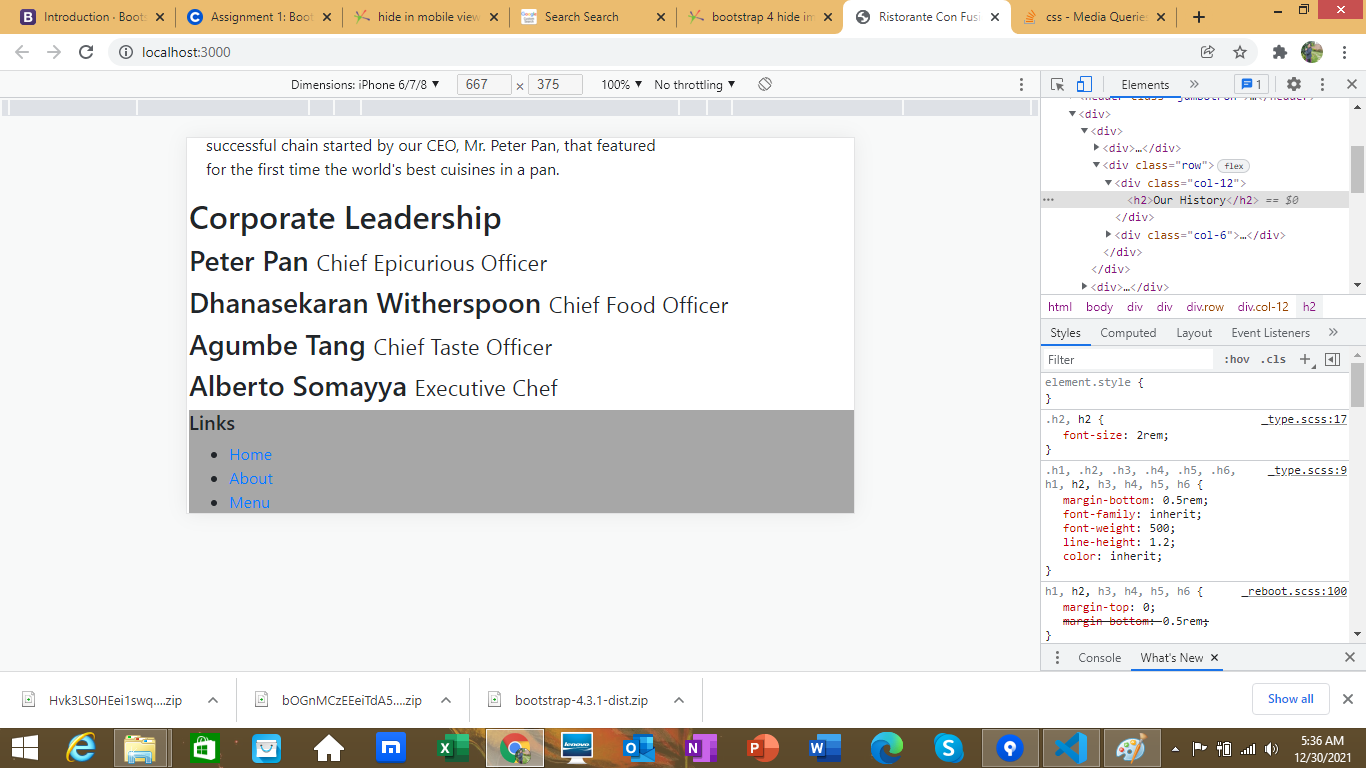 Introduction · Boots
Assignment 1: Boot
hide in mobile view
Search Search
bootstrap 4 hide in
Ristorante Con Fusi
css - Media Querie
localhost:3000
Dimensions: iPhone 6/7/8 ▼ 667 × 375 100% ▼ No throttling ▼
Elements » 1
<div>
<div>
<div>…</div>
<div class="row"> flex
<div class="col-12">
<h2>Our History</h2> == $0
</div>
<div class="col-6">…</div>
</div>
</div>
<div>…</div>
html body div div div.row div.col-12 h2
Styles Computed Layout Event Listeners »
Filter :hov .cls +
element.style {
}
.h2, h2 { _type.scss:17
font-size: 2rem;
}
.h1, .h2, .h3, .h4, .h5, .h6, _type.scss:9
h1, h2, h3, h4, h5, h6 {
margin-bottom: 0.5rem;
font-family: inherit;
font-weight: 500;
line-height: 1.2;
color: inherit;
}
h1, h2, h3, h4, h5, h6 { _reboot.scss:100
margin-top: 0;
margin-bottom: 0.5rem;
}
Console What's New ×
successful chain started by our CEO, Mr. Peter Pan, that featured
for the first time the world's best cuisines in a pan.
Corporate Leadership
Peter Pan Chief Epicurious Officer
Dhanasekaran Witherspoon Chief Food Officer
Agumbe Tang Chief Taste Officer
Alberto Somayya Executive Chef
Links
Home
About
Menu
Hvk3LS0HEei1swq....zip
bOGnMCzEEeiTdA5....zip
bootstrap-4.3.1-dist.zip
Show all
5:36 AM
12/30/2021